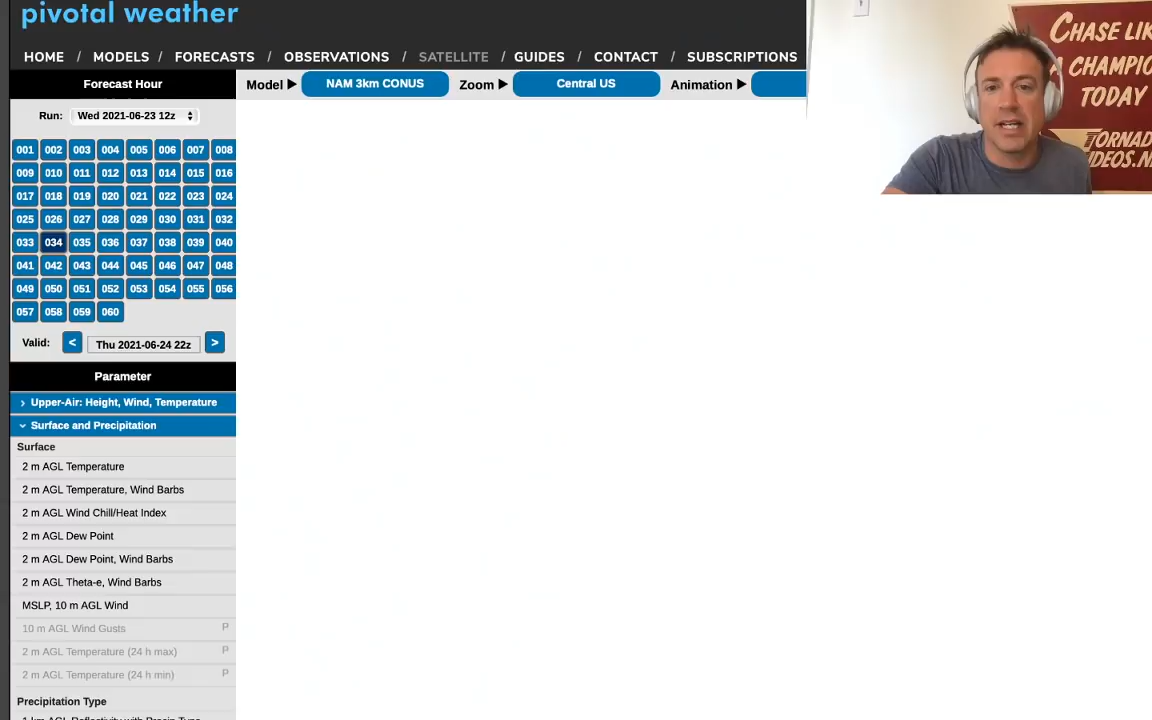 pivotal weather
HOME / MODELS / FORECASTS / OBSERVATIONS / SATELLITE / GUIDES / CONTACT / SUBSCRIPTIONS
CHASE LIK
A CHAMPIO
TODAY
TORNAD
IDEOS.N
Forecast Hour
Model ▶ NAM 3km CONUS Zoom ▶ Central US Animation ▶
Run: Wed 2021-06-23 12z
001 002 003 004 005 006 007 008
009 010 011 012 013 014 015 016
017 018 019 020 021 022 023 024
025 026 027 028 029 030 031 032
033 034 035 036 037 038 039 040
041 042 043 044 045 046 047 048
049 050 051 052 053 054 055 056
057 058 059 060
Valid: < Thu 2021-06-24 22z >
Parameter
› Upper-Air: Height, Wind, Temperature
Surface and Precipitation
Surface
2 m AGL Temperature
2 m AGL Temperature, Wind Barbs
2 m AGL Wind Chill/Heat Index
2 m AGL Dew Point
2 m AGL Dew Point, Wind Barbs
2 m AGL Theta-e, Wind Barbs
MSLP, 10 m AGL Wind
10 m AGL Wind Gusts P
2 m AGL Temperature (24 h max) P
2 m AGL Temperature (24 h min) P
Precipitation Type
1 km AGL Reflectivity with Precip Type